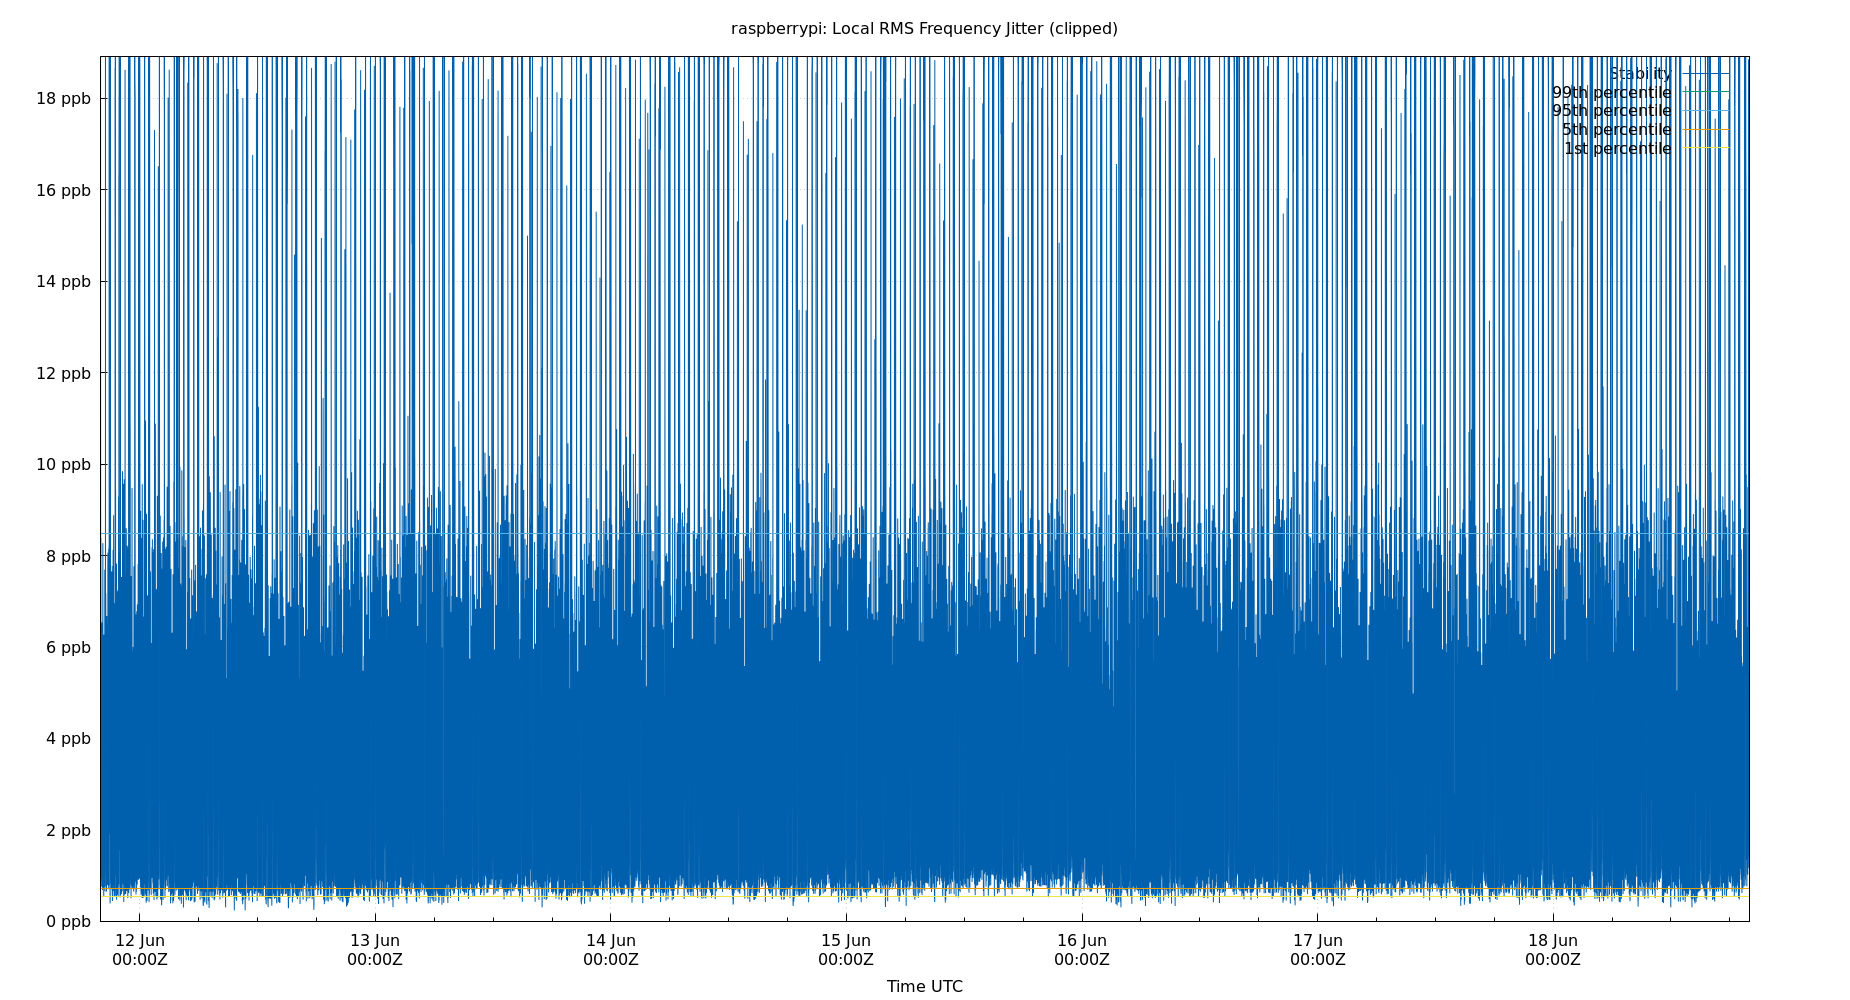 raspberrypi: Local RMS Frequency Jitter (clipped)
Stability
99th percentile
95th percentile
5th percentile
1st percentile
18 ppb
16 ppb
14 ppb
12 ppb
10 ppb
8 ppb
6 ppb
4 ppb
2 ppb
0 ppb
12 Jun 13 Jun 14 Jun 15 Jun 16 Jun 17 Jun 18 Jun
00:00Z 00:00Z 00:00Z 00:00Z 00:00Z 00:00Z 00:00Z
Time UTC